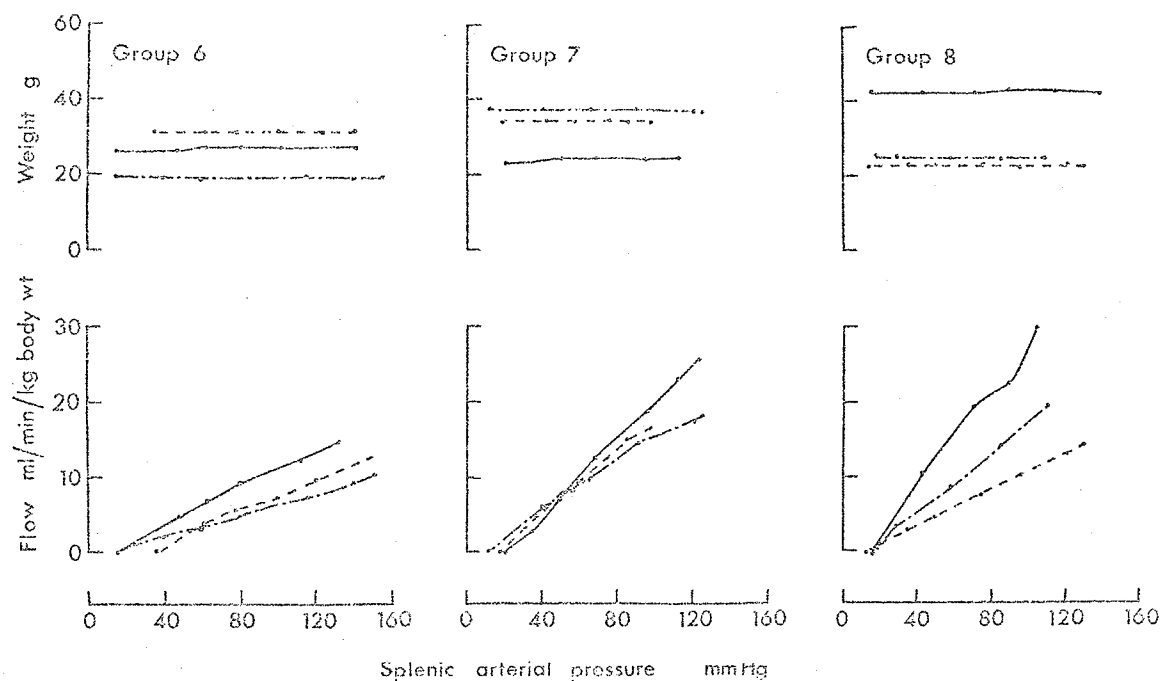 60
Group 6
Group 7
Group 8
40
20
0
Weight g
30
20
10
0
Flow ml/min/kg body wt
0 80 120 160
0 40 80 120 160
0 40 80 120 160
Splenic arterial pressure mmHg